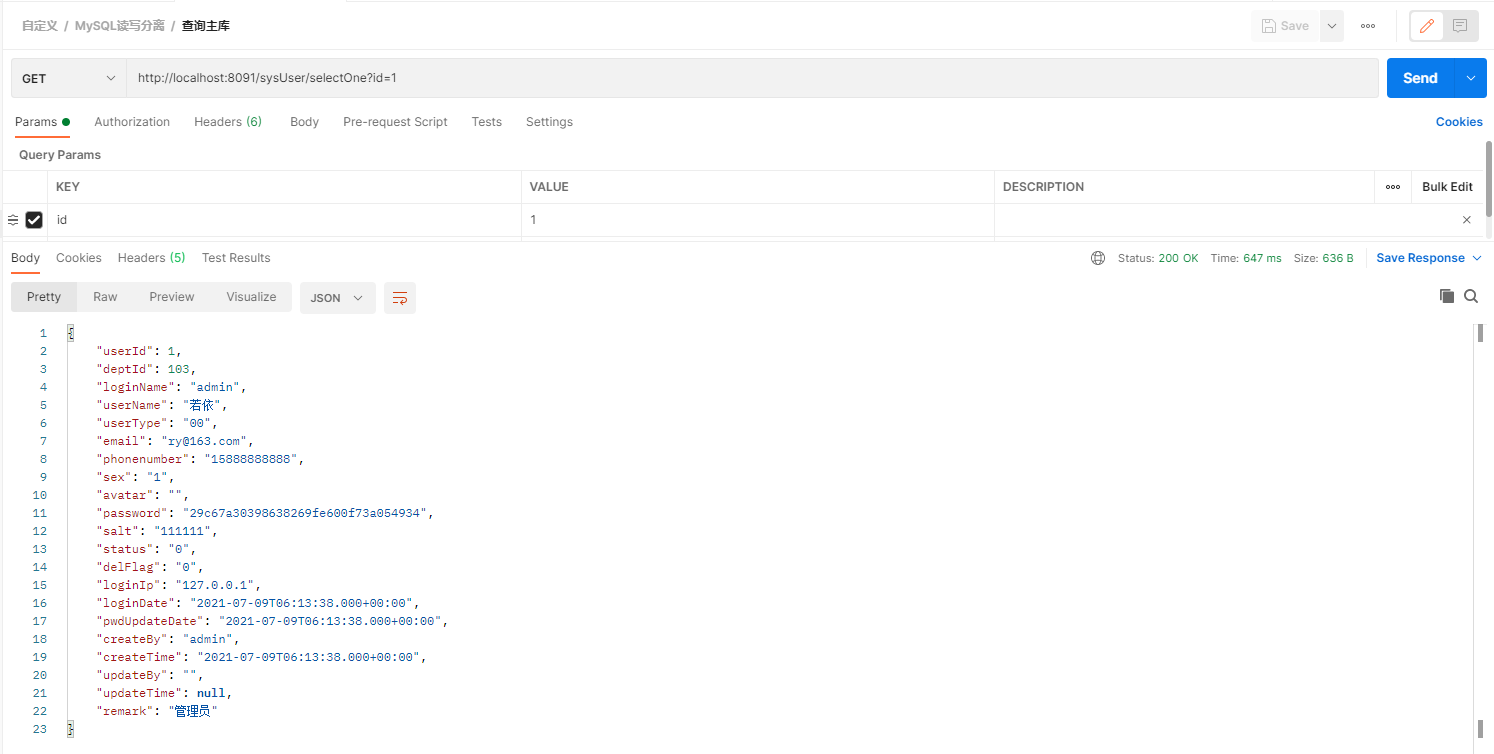 自定义 / MySQL读写分离 / 查询主库
Save
GET http://localhost:8091/sysUser/selectOne?id=1 Send
Params Authorization Headers (6) Body Pre-request Script Tests Settings Cookies
Query Params
KEY VALUE DESCRIPTION Bulk Edit
id 1
Body Cookies Headers (5) Test Results Status: 200 OK Time: 647 ms Size: 636 B Save Response
Pretty Raw Preview Visualize JSON
1 {
2 "userId": 1,
3 "deptId": 103,
4 "loginName": "admin",
5 "userName": "若依",
6 "userType": "00",
7 "email": "ry@163.com",
8 "phonenumber": "15888888888",
9 "sex": "1",
10 "avatar": "",
11 "password": "29c67a30398638269fe600f73a054934",
12 "salt": "111111",
13 "status": "0",
14 "delFlag": "0",
15 "loginIp": "127.0.0.1",
16 "loginDate": "2021-07-09T06:13:38.000+00:00",
17 "pwdUpdateDate": "2021-07-09T06:13:38.000+00:00",
18 "createBy": "admin",
19 "createTime": "2021-07-09T06:13:38.000+00:00",
20 "updateBy": "",
21 "updateTime": null,
22 "remark": "管理员"
23 }